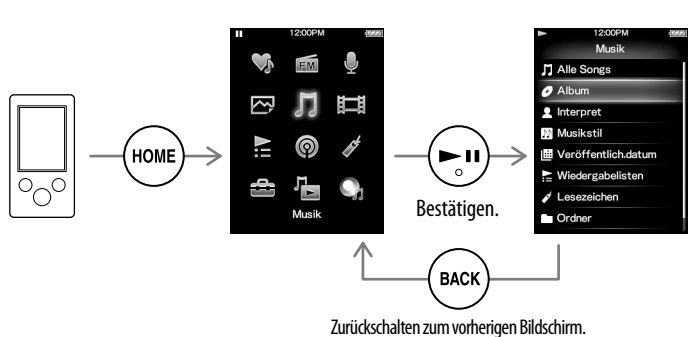 12:00PM
FM
Musik
HOME
Bestätigen.
12:00PM
Musik
Alle Songs
Album
Interpret
Musikstil
Veröffentlich.datum
Wiedergabelisten
Lesezeichen
Ordner
BACK
Zurückschalten zum vorherigen Bildschirm.